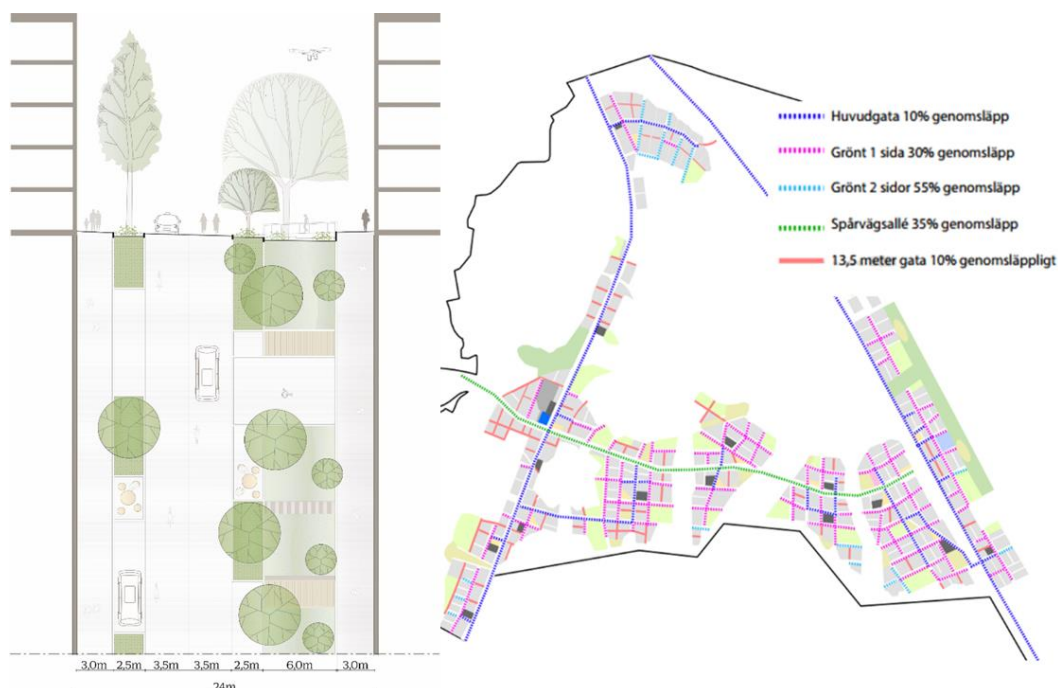 3,0m 2,5m 3,5m 3,5m 2,5m 6,0m 3,0m
24m
Huvudgata 10% genomsläpp
Grönt 1 sida 30% genomsläpp
Grönt 2 sidor 55% genomsläpp
Spårvägsallé 35% genomsläpp
13,5 meter gata 10% genomsläppligt